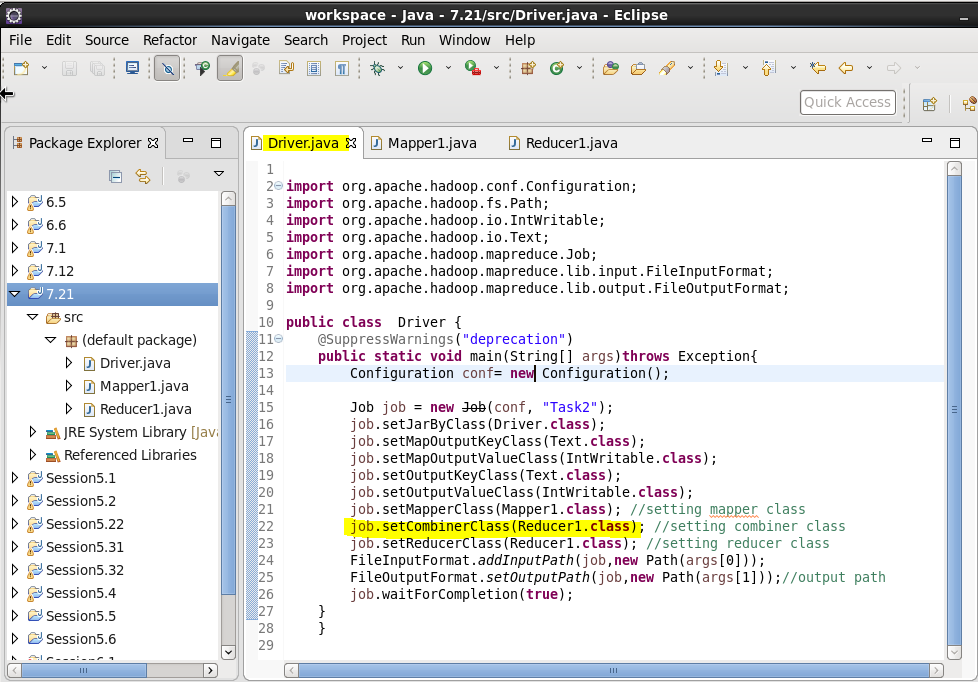 workspace - Java - 7.21/src/Driver.java - Eclipse
File Edit Source Refactor Navigate Search Project Run Window Help
Quick Access
Package Explorer
6.5
6.6
7.1
7.12
7.21
src
(default package)
Driver.java
Mapper1.java
Reducer1.java
JRE System Library [Java
Referenced Libraries
Session5.1
Session5.2
Session5.22
Session5.31
Session5.32
Session5.4
Session5.5
Session5.6
Driver.java Mapper1.java Reducer1.java
1
2 import org.apache.hadoop.conf.Configuration;
3 import org.apache.hadoop.fs.Path;
4 import org.apache.hadoop.io.IntWritable;
5 import org.apache.hadoop.io.Text;
6 import org.apache.hadoop.mapreduce.Job;
7 import org.apache.hadoop.mapreduce.lib.input.FileInputFormat;
8 import org.apache.hadoop.mapreduce.lib.output.FileOutputFormat;
9
10 public class  Driver {
11 @SuppressWarnings("deprecation")
12 public static void main(String[] args)throws Exception{
13 Configuration conf= new Configuration();
14
15 Job job = new Job(conf, "Task2");
16 job.setJarByClass(Driver.class);
17 job.setMapOutputKeyClass(Text.class);
18 job.setMapOutputValueClass(IntWritable.class);
19 job.setOutputKeyClass(Text.class);
20 job.setOutputValueClass(IntWritable.class);
21 job.setMapperClass(Mapper1.class); //setting mapper class
22 job.setCombinerClass(Reducer1.class); //setting combiner class
23 job.setReducerClass(Reducer1.class); //setting reducer class
24 FileInputFormat.addInputPath(job,new Path(args[0]));
25 FileOutputFormat.setOutputPath(job,new Path(args[1]));//output path
26 job.waitForCompletion(true);
27 }
28 }
29